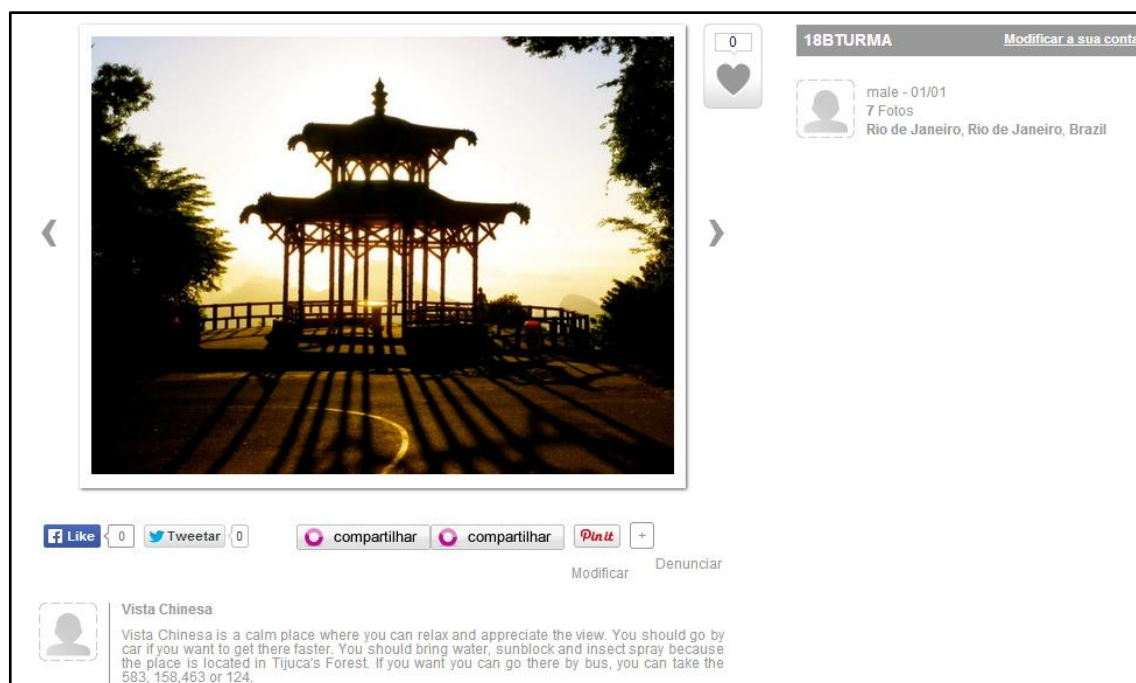 0
18BTURMA
Modificar a sua conta
male - 01/01
7 Fotos
Rio de Janeiro, Rio de Janeiro, Brazil
Like 0 Tweetar 0 compartilhar compartilhar Pin it +
Modificar
Denunciar
Vista Chinesa
Vista Chinesa is a calm place where you can relax and appreciate the view. You should go by
car if you want to get there faster. You should bring water, sunblock and insect spray because
the place is located in Tijuca's Forest. If you want you can go there by bus, you can take the
583, 158,463 or 124.